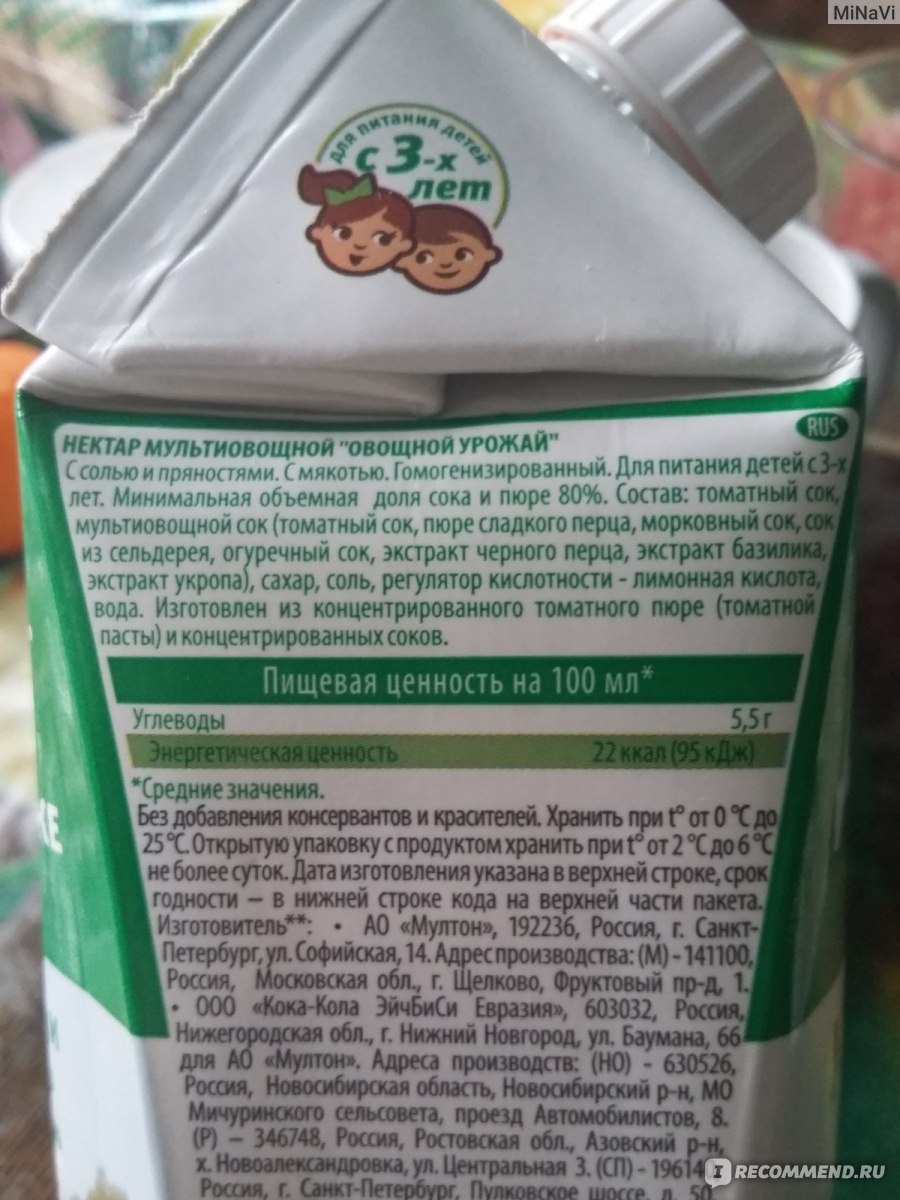 MiNaVi
для питания детей
с 3-х
лет
RUS
НЕКТАР МУЛЬТИОВОЩНОЙ "ОВОЩНОЙ УРОЖАЙ"
С солью и пряностями. С мякотью. Гомогенизированный. Для питания детей с 3-х
лет. Минимальная объемная доля сока и пюре 80%. Состав: томатный сок,
мультиовощной сок (томатный сок, пюре сладкого перца, морковный сок, сок
из сельдерея, огуречный сок, экстракт черного перца, экстракт базилика,
экстракт укропа), сахар, соль, регулятор кислотности - лимонная кислота,
вода. Изготовлен из концентрированного томатного пюре (томатной
пасты) и концентрированных соков.
Пищевая ценность на 100 мл*
Углеводы 5,5 г
Энергетическая ценность 22 ккал (95 кДж)
*Средние значения.
Без добавления консервантов и красителей. Хранить при t° от 0 °C до
25 °C. Открытую упаковку с продуктом хранить при t° от 2 °C до 6 °C
не более суток. Дата изготовления указана в верхней строке, срок
годности – в нижней строке кода на верхней части пакета.
Изготовитель**: • АО «Мултон», 192236, Россия, г. Санкт-
Петербург, ул. Софийская, 14. Адрес производства: (М) - 141100,
Россия, Московская обл., г. Щелково, Фруктовый пр-д, 1.
• ООО «Кока-Кола ЭйчБиСи Евразия», 603032, Россия,
Нижегородская обл., г. Нижний Новгород, ул. Баумана, 66
для АО «Мултон». Адреса производств: (НО) - 630526,
Россия, Новосибирская область, Новосибирский р-н, МО
Мичуринского сельсовета, проезд Автомобилистов, 8.
(Р) – 346748, Россия, Ростовская обл., Азовский р-н,
х. Новоалександровка, ул. Центральная 3. (СП) - 19614
Россия, г. Санкт-Петербург, Пулковское шоссе, д. 50
IRECOMMEND.RU